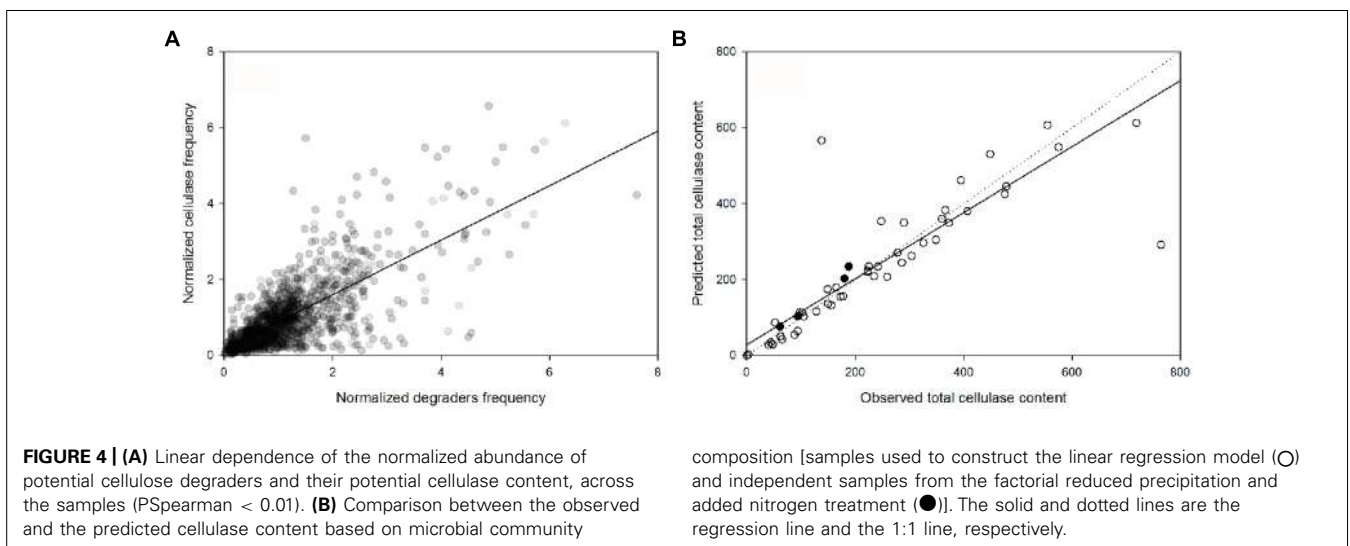 A
B
8
6
4
2
0
Normalized cellulase frequency
0
2
4
6
8
Normalized degraders frequency
800
600
400
200
0
Predicted total cellulase content
0
200
400
600
800
Observed total cellulase content
FIGURE 4 | (A) Linear dependence of the normalized abundance of
potential cellulose degraders and their potential cellulase content, across
the samples (PSpearman < 0.01). (B) Comparison between the observed
and the predicted cellulase content based on microbial community
composition [samples used to construct the linear regression model (○)
and independent samples from the factorial reduced precipitation and
added nitrogen treatment (●)]. The solid and dotted lines are the
regression line and the 1:1 line, respectively.